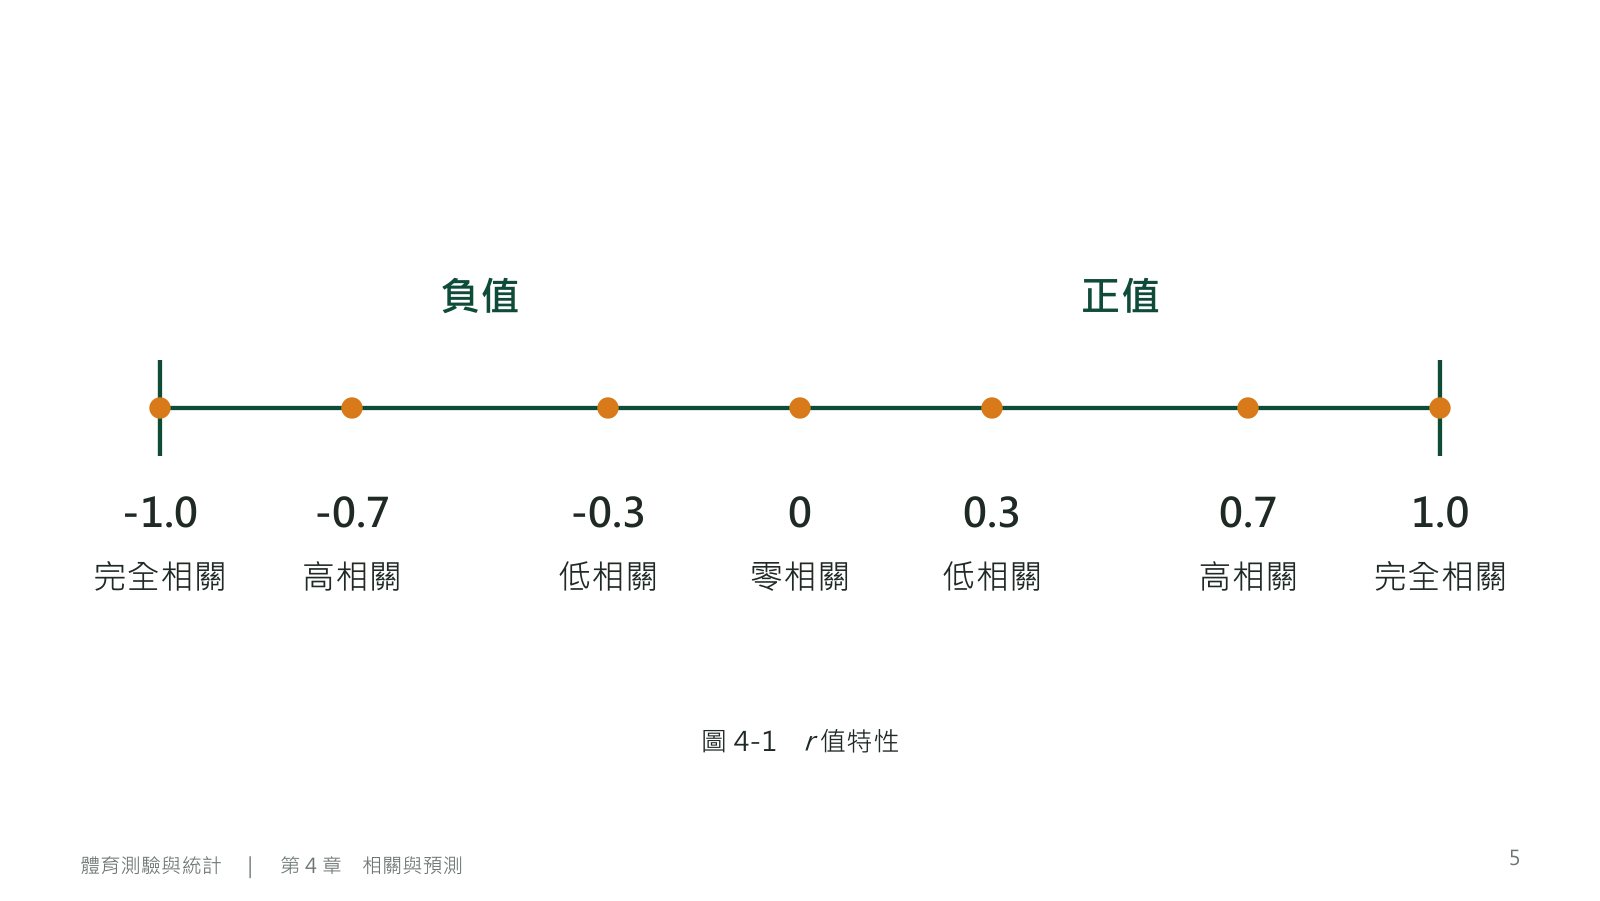 負值 正值
-1.0 -0.7 -0.3 0 0.3 0.7 1.0
完全相關 高相關 低相關 零相關 低相關 高相關 完全相關
圖 4-1 r值特性
體育測驗與統計 | 第 4 章 相關與預測
5